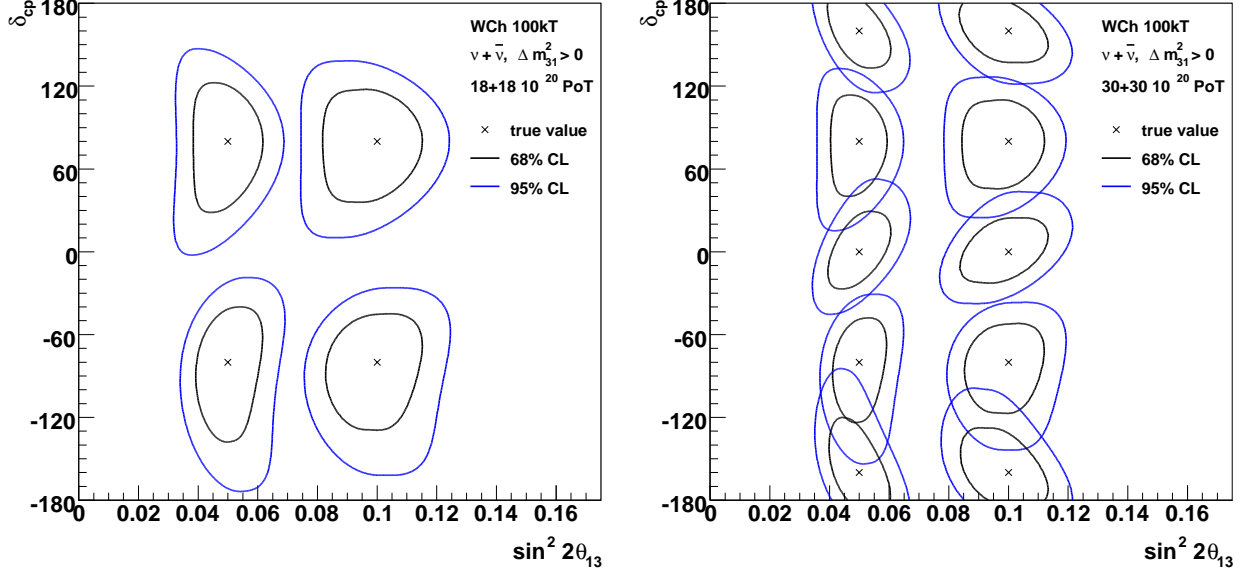 δcp
180
120
60
0
-60
-120
-180
0 0.02 0.04 0.06 0.08 0.1 0.12 0.14 0.16
sin² 2θ₁₃
WCh 100kT
ν + ν̄, Δ m²₃₁ > 0
18+18 10²⁰ PoT
true value
68% CL
95% CL
δcp
180
120
60
0
-60
-120
-180
0 0.02 0.04 0.06 0.08 0.1 0.12 0.14 0.16
sin² 2θ₁₃
WCh 100kT
ν + ν̄, Δ m²₃₁ > 0
30+30 10²⁰ PoT
true value
68% CL
95% CL